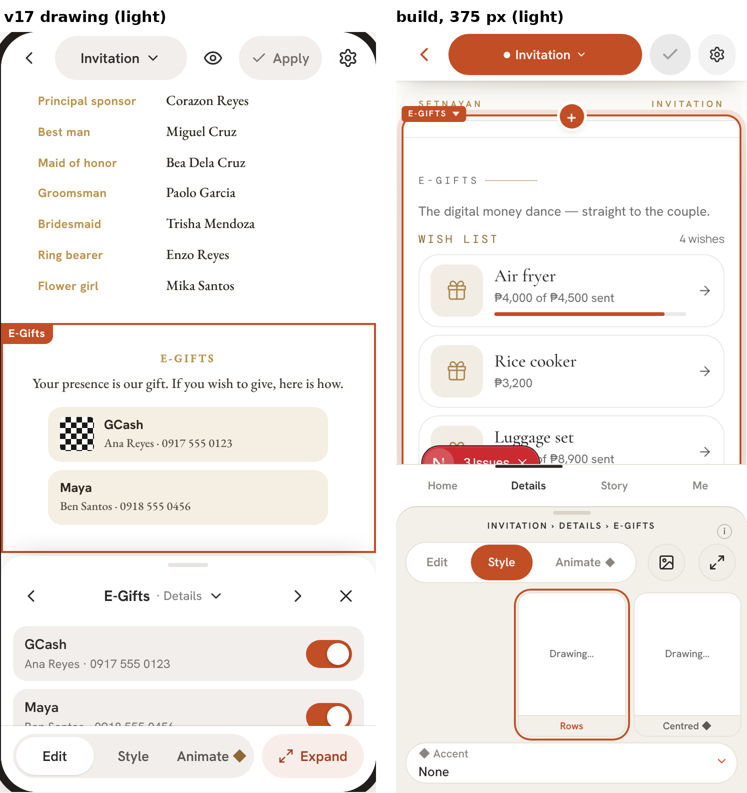 v17 drawing (light)
Invitation
Apply
Principal sponsor Corazon Reyes
Best man Miguel Cruz
Maid of honor Bea Dela Cruz
Groomsman Paolo Garcia
Bridesmaid Trisha Mendoza
Ring bearer Enzo Reyes
Flower girl Mika Santos
E-Gifts
E-GIFTS
Your presence is our gift. If you wish to give, here is how.
GCash
Ana Reyes · 0917 555 0123
Maya
Ben Santos · 0918 555 0456
E-Gifts · Details
GCash
Ana Reyes · 0917 555 0123
Maya
Ben Santos · 0918 555 0456
Edit Style Animate Expand
build, 375 px (light)
Invitation
SETNAYAN INVITATION
E-GIFTS
E-GIFTS
The digital money dance — straight to the couple.
WISH LIST 4 wishes
Air fryer
₱4,000 of ₱4,500 sent
Rice cooker
₱3,200
Luggage set
of ₱8,900 sent
N 3 Issues
Home Details Story Me
INVITATION › DETAILS › E-GIFTS
Edit Style Animate
Drawing... Drawing...
Rows Centred
Accent
None